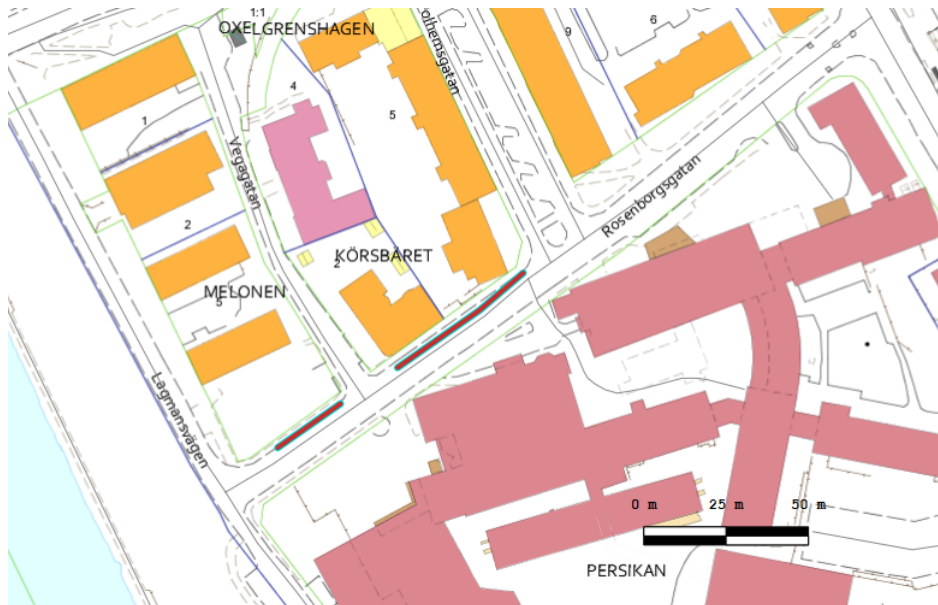 1:1
OXELGRENSHAGEN
olhemsgatan
6
9
4
5
1
Vegagatan
Rosenborgsgatan
2
KÖRSBÄRET
2
MELONEN
5
Lagmansvägen
0 m 25 m 50 m
PERSIKAN